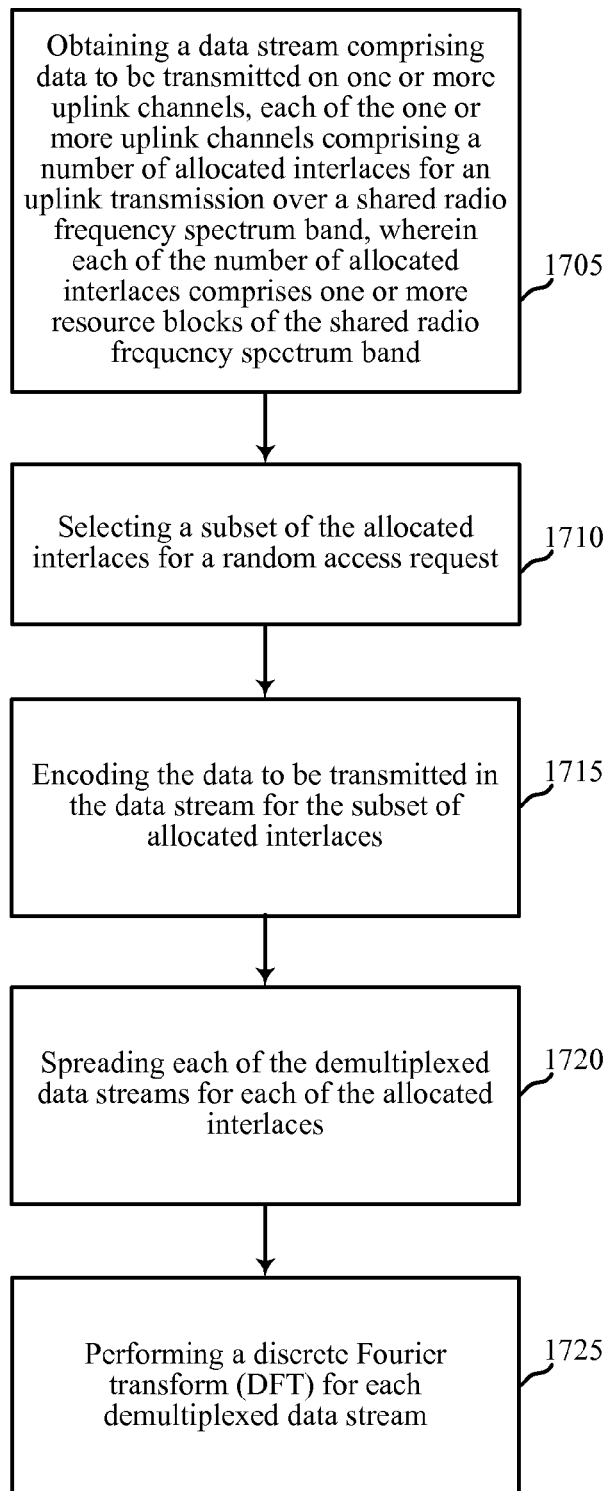 Obtaining a data stream comprising
data to be transmitted on one or more
uplink channels, each of the one or
more uplink channels comprising a
number of allocated interlaces for an
uplink transmission over a shared radio
frequency spectrum band, wherein
each of the number of allocated
interlaces comprises one or more
resource blocks of the shared radio
frequency spectrum band
1705
Selecting a subset of the allocated
interlaces for a random access request
1710
Encoding the data to be transmitted in
the data stream for the subset of
allocated interlaces
1715
Spreading each of the demultiplexed
data streams for each of the allocated
interlaces
1720
Performing a discrete Fourier
transform (DFT) for each
demultiplexed data stream
1725